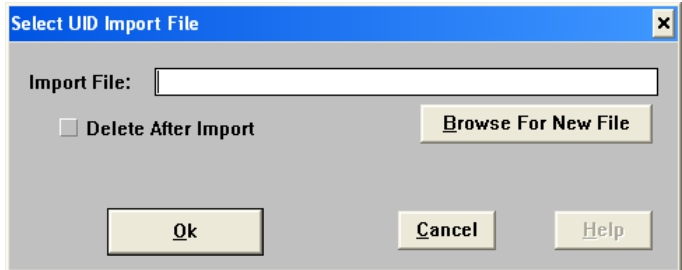 Select UID Import File
Import File:
Delete After Import
Browse For New File
Ok Cancel Help